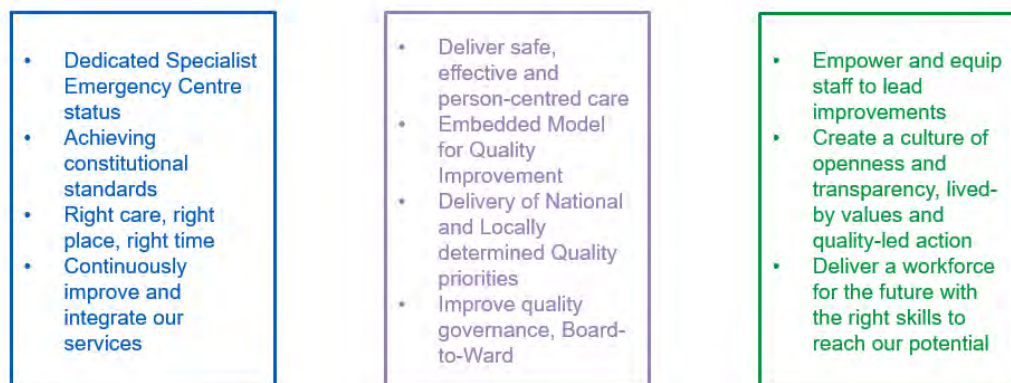 • Dedicated Specialist
Emergency Centre
status
• Achieving
constitutional
standards
• Right care, right
place, right time
• Continuously
improve and
integrate our
services
• Deliver safe,
effective and
person-centred care
• Embedded Model
for Quality
Improvement
• Delivery of National
and Locally
determined Quality
priorities
• Improve quality
governance, Board-
to-Ward
• Empower and equip
staff to lead
improvements
• Create a culture of
openness and
transparency, lived-
by values and
quality-led action
• Deliver a workforce
for the future with
the right skills to
reach our potential